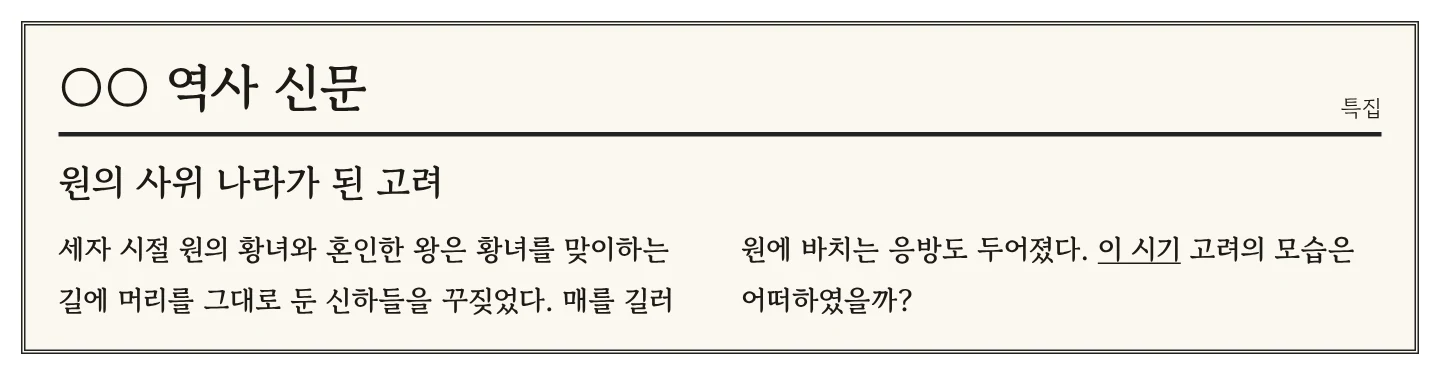 ○○ 역사 신문
특집
원의 사위 나라가 된 고려
세자 시절 원의 황녀와 혼인한 왕은 황녀를 맞이하는
길에 머리를 그대로 둔 신하들을 꾸짖었다. 매를 길러
원에 바치는 응방도 두어졌다. 이 시기 고려의 모습은
어떠하였을까?